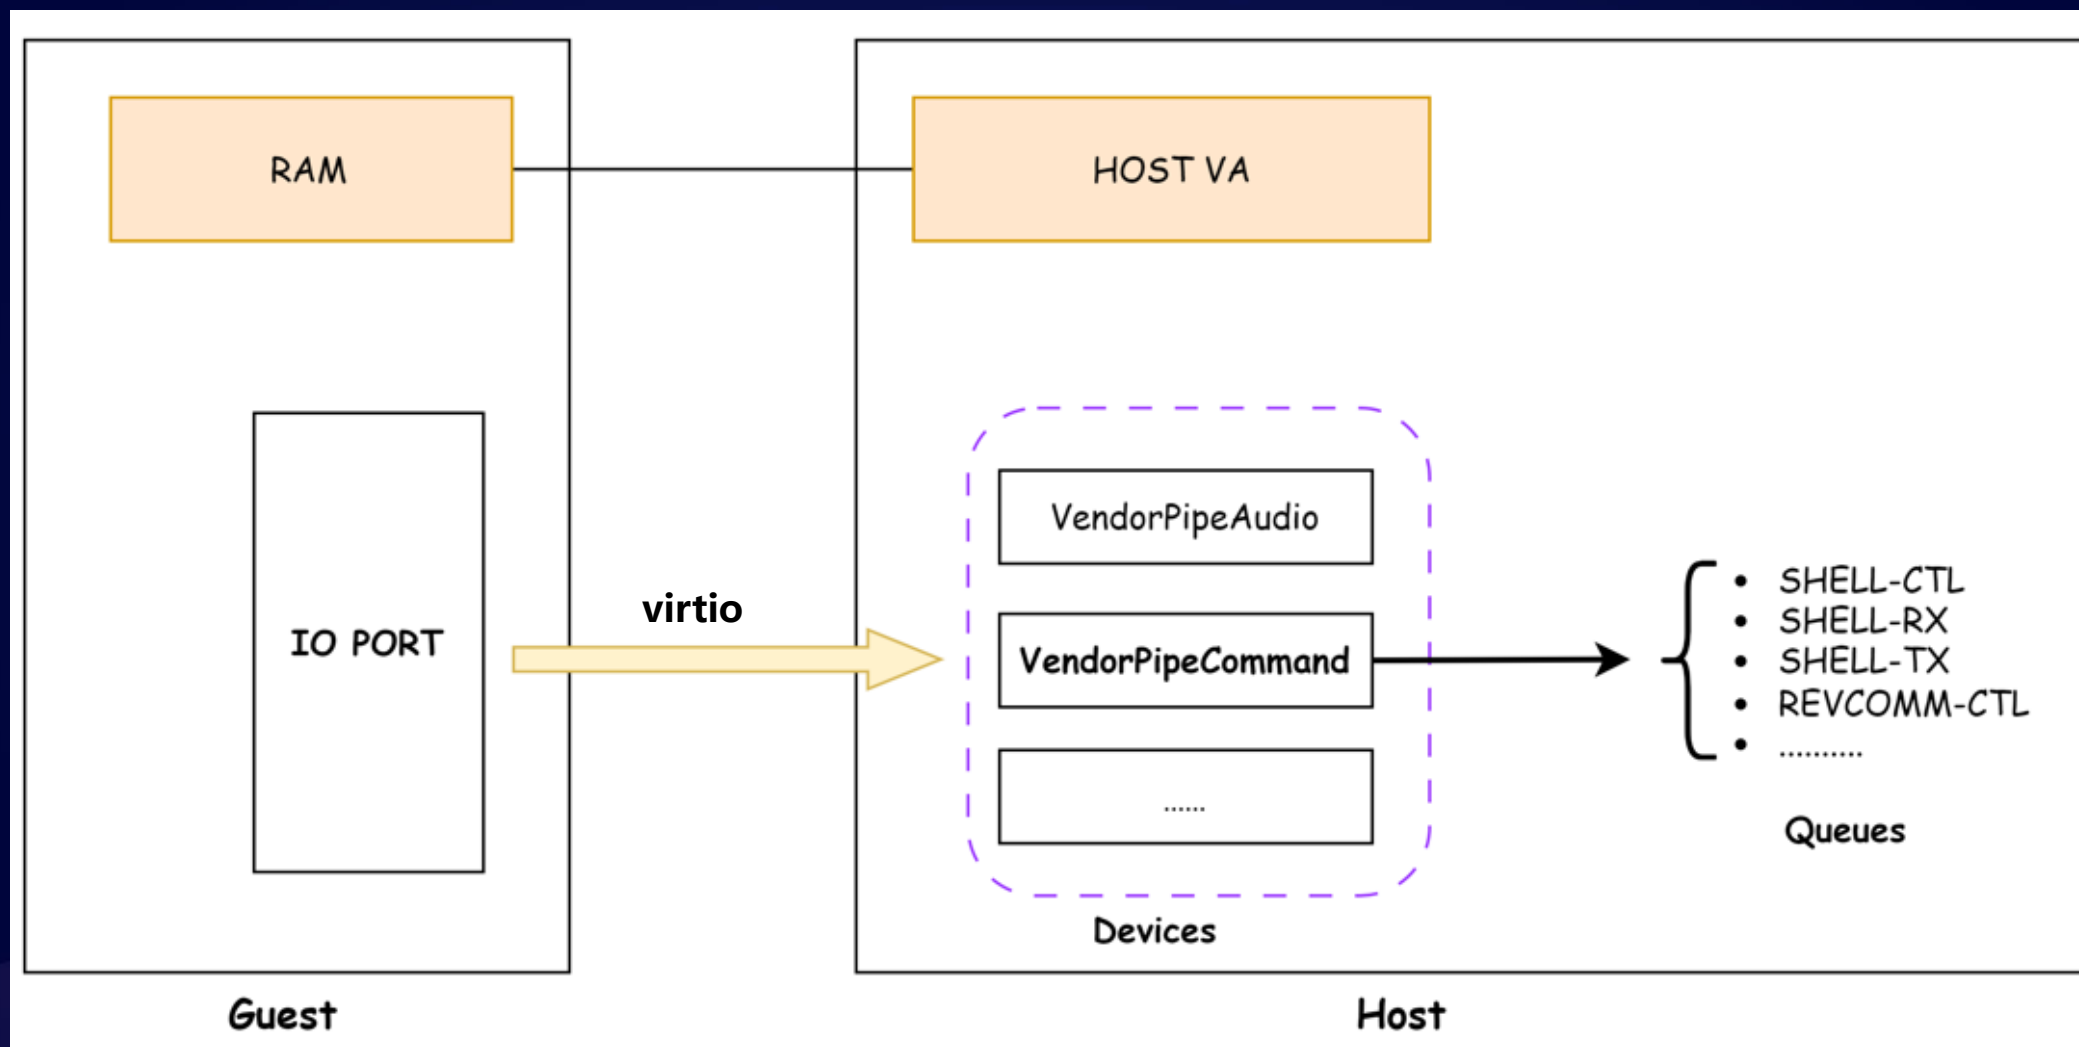 RAM
HOST VA
IO PORT
virtio
VendorPipeAudio
VendorPipeCommand
......
• SHELL-CTL
• SHELL-RX
• SHELL-TX
• REVCOMM-CTL
• ..........
Queues
Devices
Guest
Host